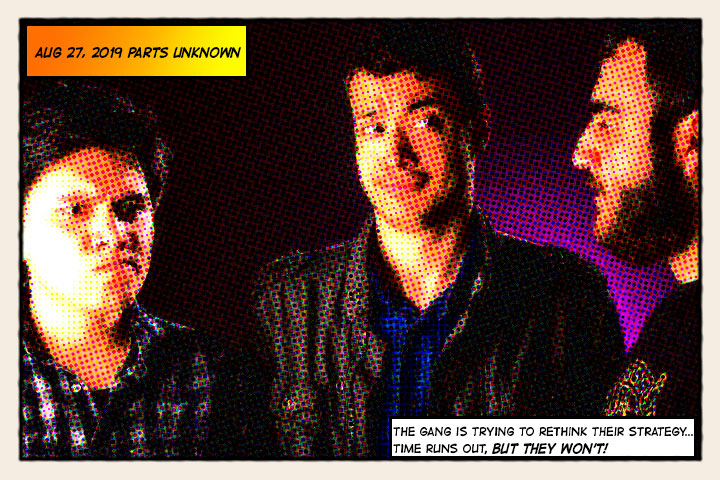 AUG 27, 2019 PARTS UNKNOWN
THE GANG IS TRYING TO RETHINK THEIR STRATEGY...
TIME RUNS OUT, BUT THEY WON'T!